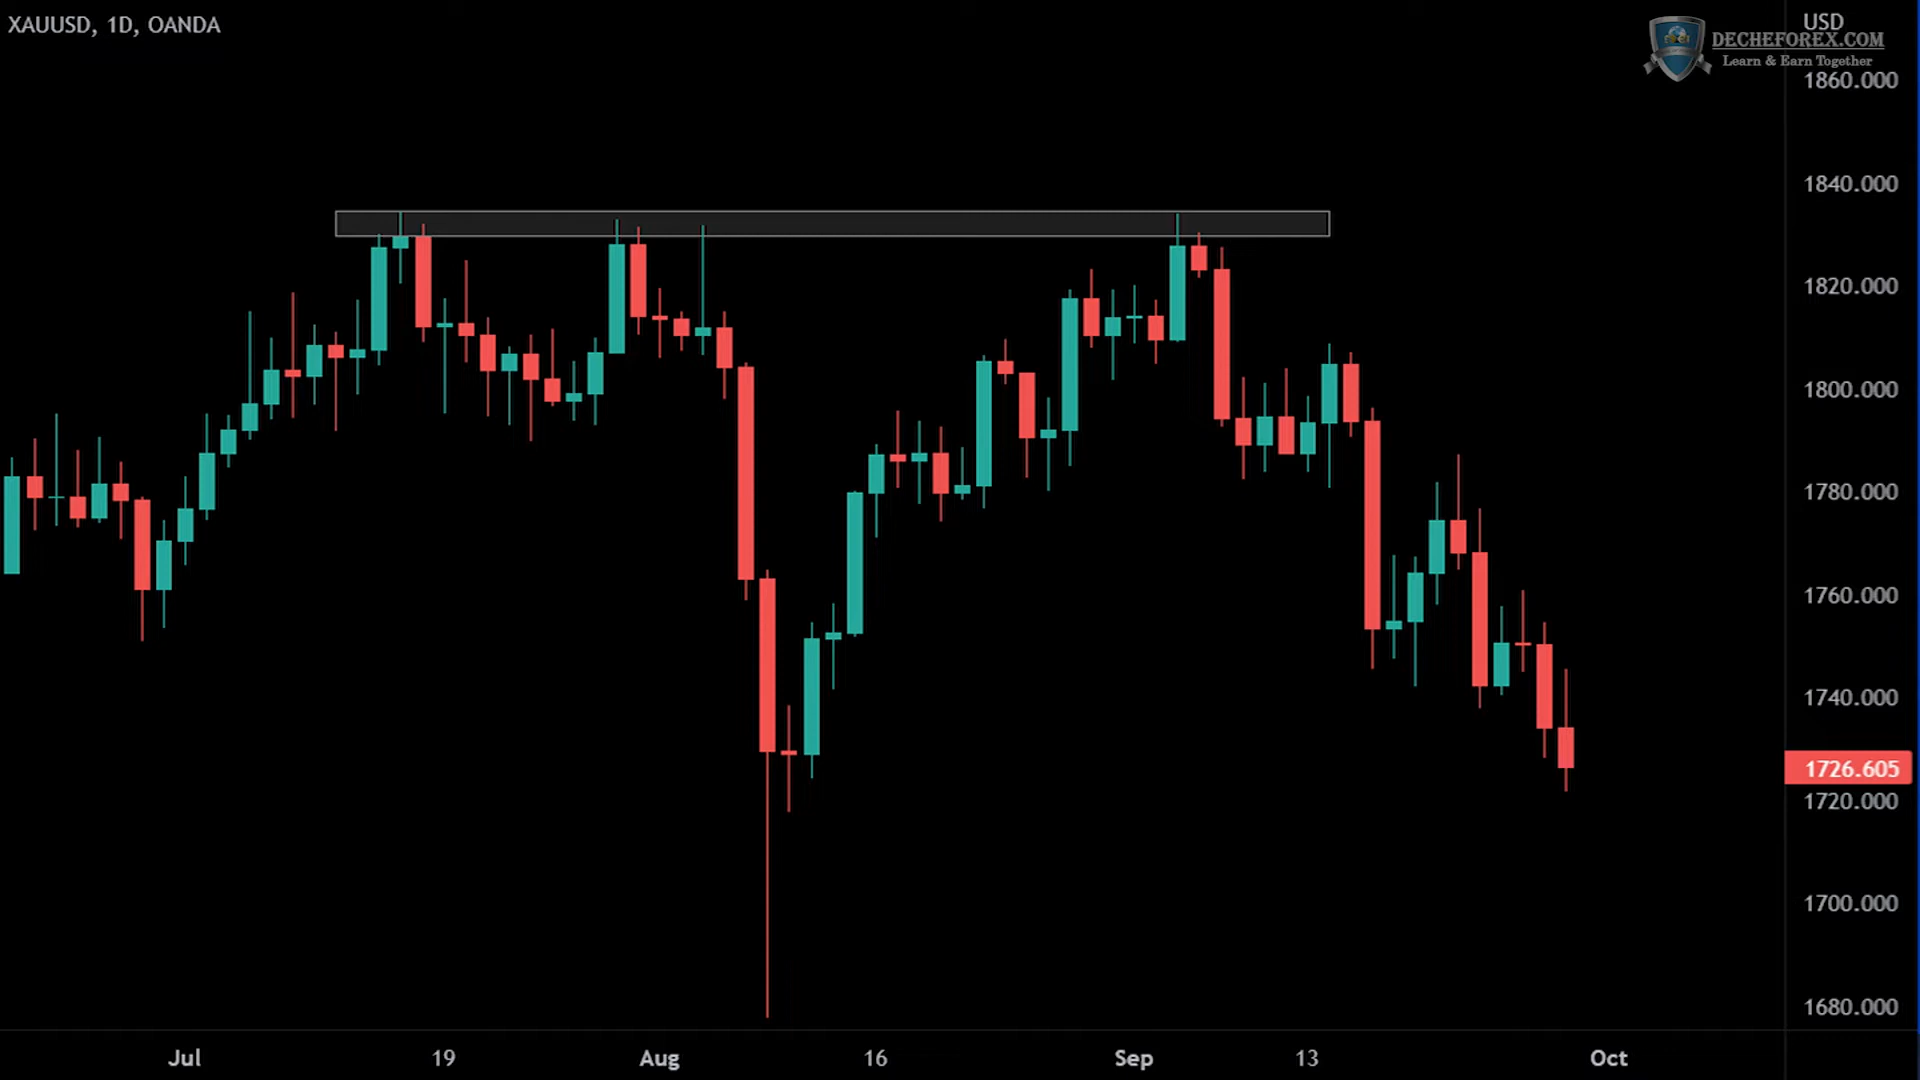 XAUUSD, 1D, OANDA
USD
DECHEFOREX.COM
Learn & Earn Together
1860.000
1840.000
1820.000
1800.000
1780.000
1760.000
1740.000
1726.605
1720.000
1700.000
1680.000
Jul 19 Aug 16 Sep 13 Oct